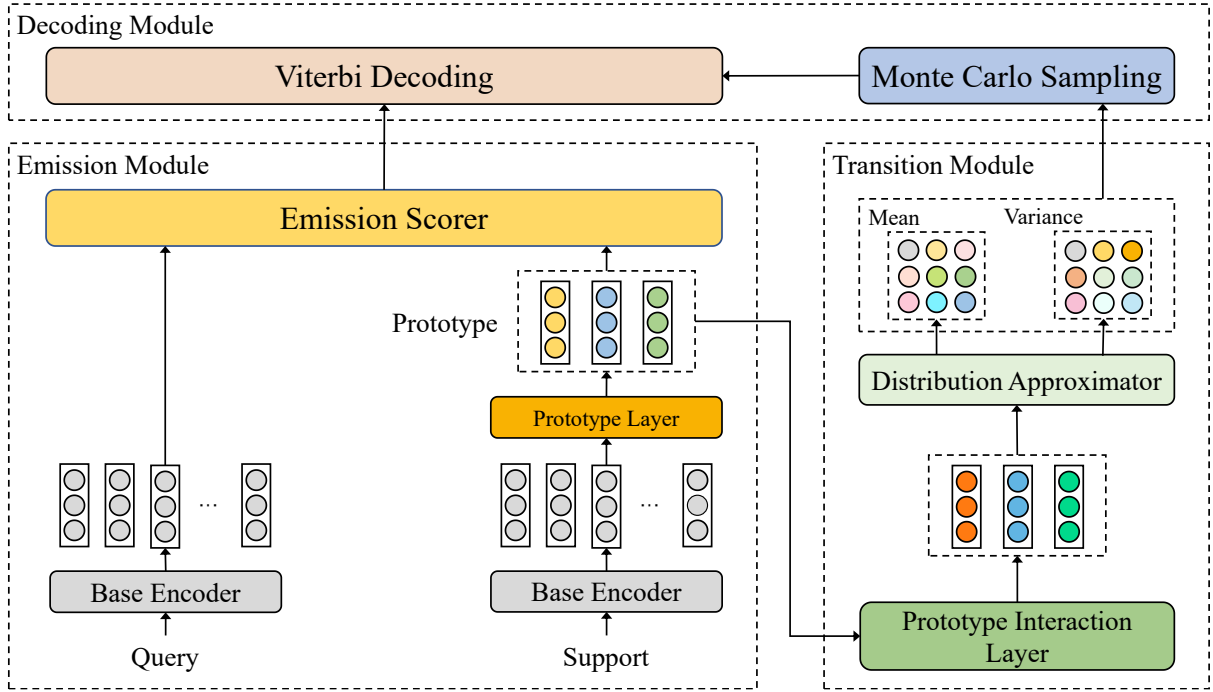 Decoding Module
Viterbi Decoding
Monte Carlo Sampling
Emission Module
Emission Scorer
Prototype
Prototype Layer
...
...
Base Encoder
Base Encoder
Query
Support
Transition Module
Mean
Variance
Distribution Approximator
Prototype Interaction
Layer